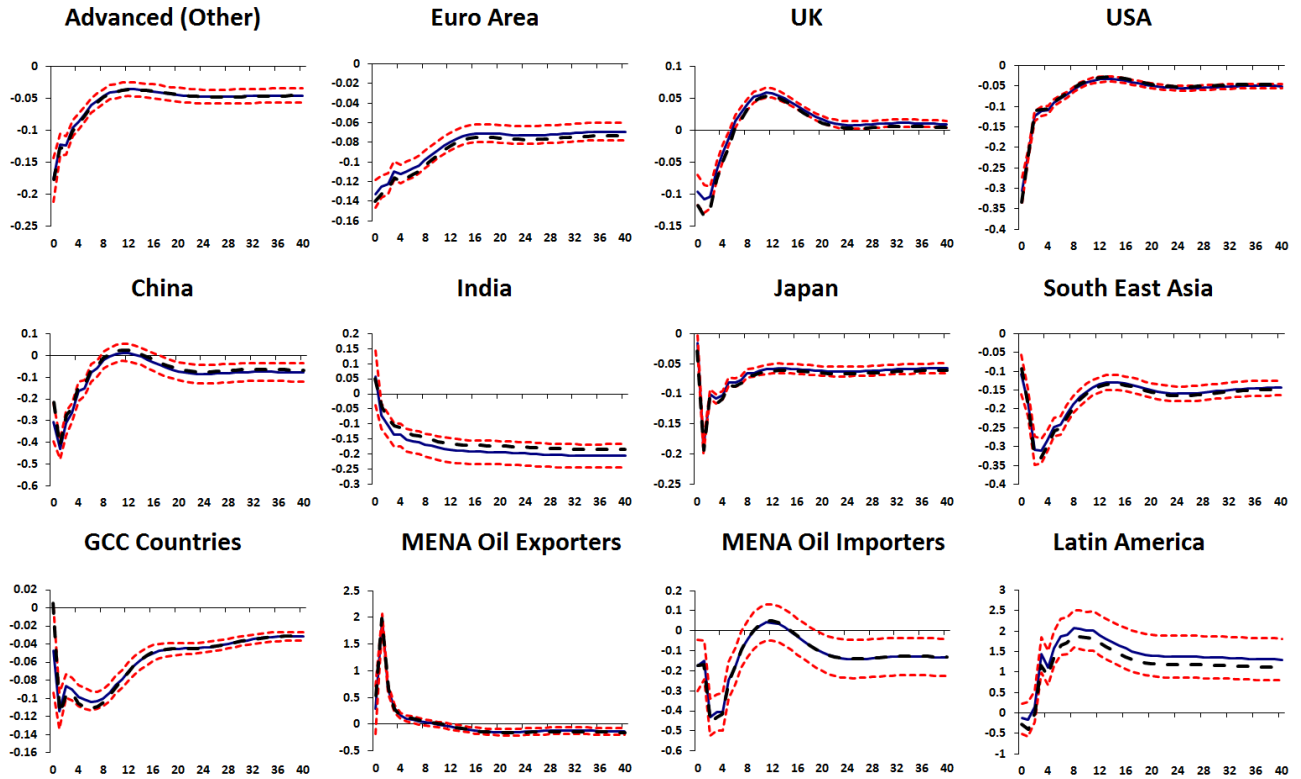 Advanced (Other) Euro Area UK USA
0 -0.05 -0.1 -0.15 -0.2 -0.25
0 4 8 12 16 20 24 28 32 36 40
0 -0.02 -0.04 -0.06 -0.08 -0.1 -0.12 -0.14 -0.16
0 4 8 12 16 20 24 28 32 36 40
0.1 0.05 0 -0.05 -0.1 -0.15
0 4 8 12 16 20 24 28 32 36 40
0 -0.05 -0.1 -0.15 -0.2 -0.25 -0.3 -0.35 -0.4
0 4 8 12 16 20 24 28 32 36 40
China India Japan South East Asia
0.1 0 -0.1 -0.2 -0.3 -0.4 -0.5 -0.6
0 4 8 12 16 20 24 28 32 36 40
0.2 0.15 0.1 0.05 0 -0.05 -0.1 -0.15 -0.2 -0.25 -0.3
0 4 8 12 16 20 24 28 32 36 40
0 -0.05 -0.1 -0.15 -0.2 -0.25
0 4 8 12 16 20 24 28 32 36 40
0 -0.05 -0.1 -0.15 -0.2 -0.25 -0.3 -0.35 -0.4
0 4 8 12 16 20 24 28 32 36 40
GCC Countries MENA Oil Exporters MENA Oil Importers Latin America
0.02 0 -0.02 -0.04 -0.06 -0.08 -0.1 -0.12 -0.14 -0.16
0 4 8 12 16 20 24 28 32 36 40
2.5 2 1.5 1 0.5 0 -0.5
0 4 8 12 16 20 24 28 32 36 40
0.2 0.1 0 -0.1 -0.2 -0.3 -0.4 -0.5 -0.6
0 4 8 12 16 20 24 28 32 36 40
3 2.5 2 1.5 1 0.5 0 -0.5 -1
0 4 8 12 16 20 24 28 32 36 40